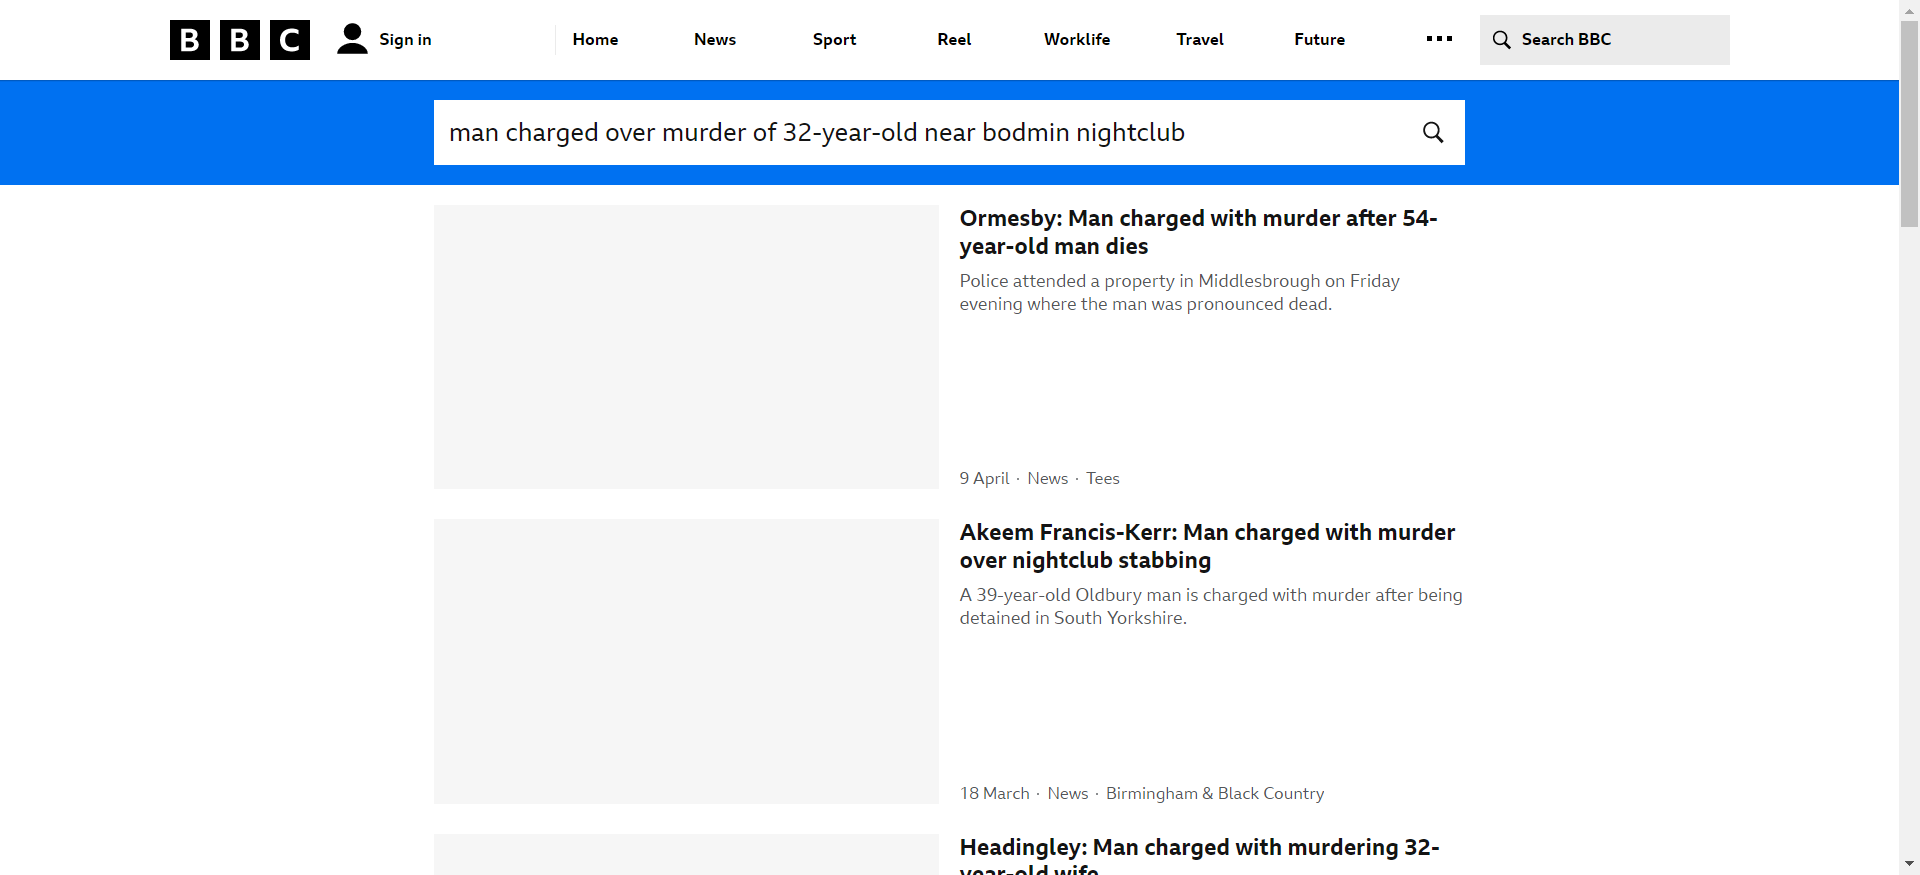 BBC Sign in Home News Sport Reel Worklife Travel Future Search BBC
man charged over murder of 32-year-old near bodmin nightclub
Ormesby: Man charged with murder after 54-
year-old man dies
Police attended a property in Middlesbrough on Friday
evening where the man was pronounced dead.
9 April · News · Tees
Akeem Francis-Kerr: Man charged with murder
over nightclub stabbing
A 39-year-old Oldbury man is charged with murder after being
detained in South Yorkshire.
18 March · News · Birmingham & Black Country
Headingley: Man charged with murdering 32-
year-old wife